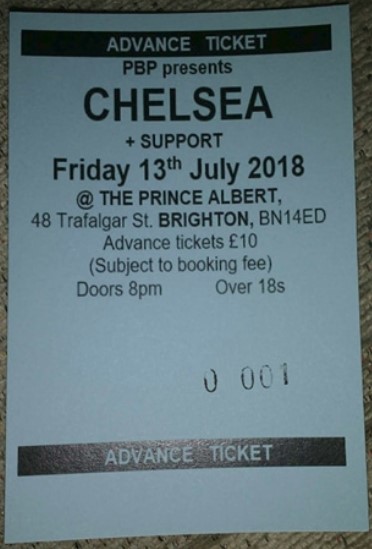 ADVANCE TICKET
PBP presents
CHELSEA
+ SUPPORT
Friday 13th July 2018
@ THE PRINCE ALBERT,
48 Trafalgar St. BRIGHTON, BN14ED
Advance tickets £10
(Subject to booking fee)
Doors 8pm Over 18s
0 001
ADVANCE TICKET